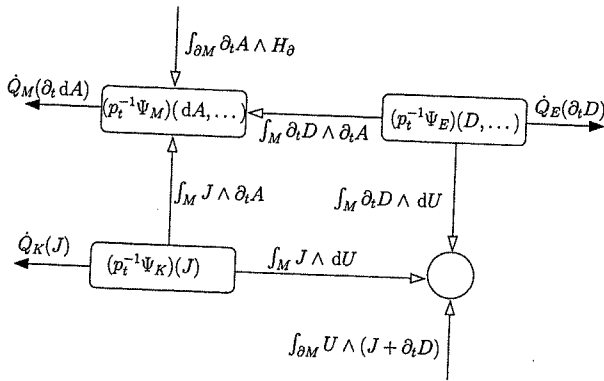 ∫_{∂M} ∂_t A ∧ H_∂
Q̇_M(∂_t dA)
(p_t^{-1}Ψ_M)(dA, …)
(p_t^{-1}Ψ_E)(D, …)
Q̇_E(∂_t D)
∫_M ∂_t D ∧ ∂_t A
∫_M J ∧ ∂_t A
∫_M ∂_t D ∧ dU
Q̇_K(J)
(p_t^{-1}Ψ_K)(J)
∫_M J ∧ dU
∫_{∂M} U ∧ (J + ∂_t D)